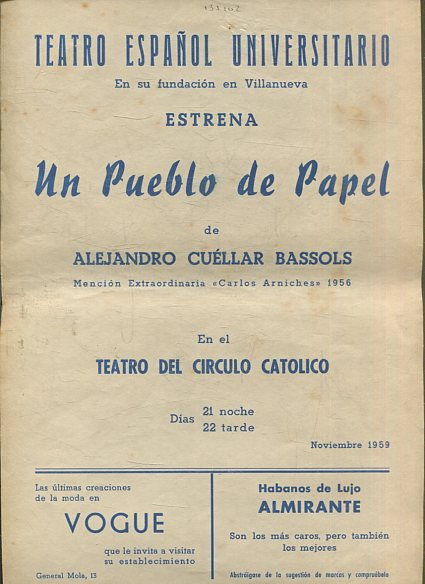 TEATRO ESPAÑOL UNIVERSITARIO
En su fundación en Villanueva
ESTRENA
Un Pueblo de Papel
de
ALEJANDRO CUÉLLAR BASSOLS
Mención Extraordinaria «Carlos Arniches» 1956
En el
TEATRO DEL CIRCULO CATOLICO
Días 21 noche
22 tarde
Noviembre 1959
Las últimas creaciones
de la moda en
VOGUE
que le invita a visitar
su establecimiento
General Mola, 13
Habanos de Lujo
ALMIRANTE
Son los más caros, pero también
los mejores
Abstráigase de la sugestión de marcas y compruébelo